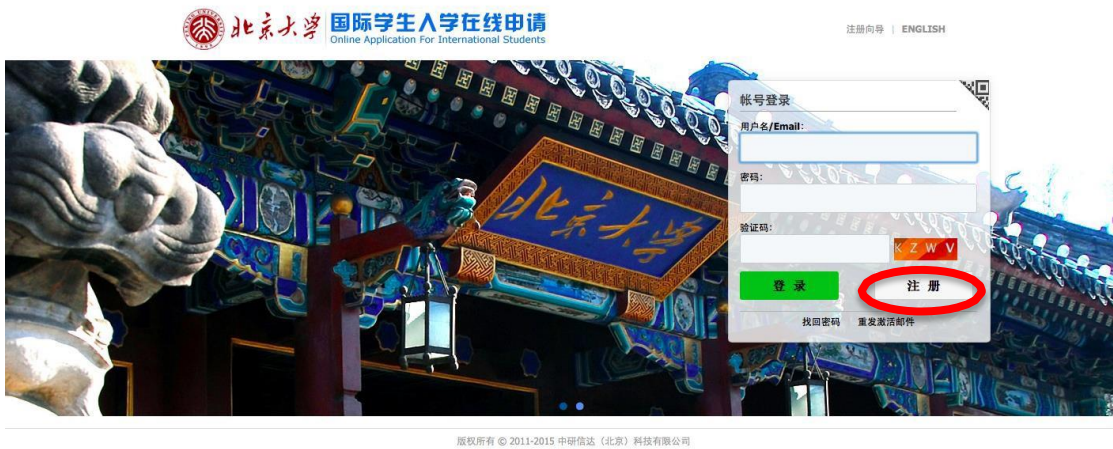 北京大学 国际学生入学在线申请
Online Application For International Students
注册向导 | ENGLISH
北京大学
帐号登录
用户名/Email:
密码:
验证码:
K Z W V
登 录 注 册
找回密码 重发激活邮件
版权所有 © 2011-2015 中研信达（北京）科技有限公司